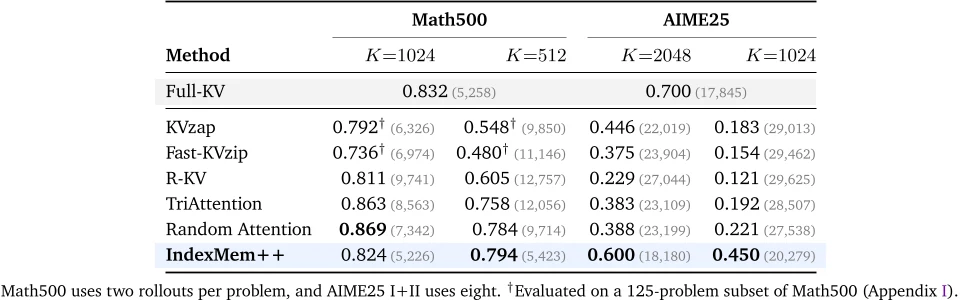 Math500 AIME25
Method K=1024 K=512 K=2048 K=1024
Full-KV 0.832 (5,258) 0.700 (17,845)
KVzap 0.792† (6,326) 0.548† (9,850) 0.446 (22,019) 0.183 (29,013)
Fast-KVzip 0.736† (6,974) 0.480† (11,146) 0.375 (23,904) 0.154 (29,462)
R-KV 0.811 (9,741) 0.605 (12,757) 0.229 (27,044) 0.121 (29,625)
TriAttention 0.863 (8,563) 0.758 (12,056) 0.383 (23,109) 0.192 (28,507)
Random Attention 0.869 (7,342) 0.784 (9,714) 0.388 (23,199) 0.221 (27,538)
IndexMem++ 0.824 (5,226) 0.794 (5,423) 0.600 (18,180) 0.450 (20,279)
Math500 uses two rollouts per problem, and AIME25 I+II uses eight. †Evaluated on a 125-problem subset of Math500 (Appendix I).